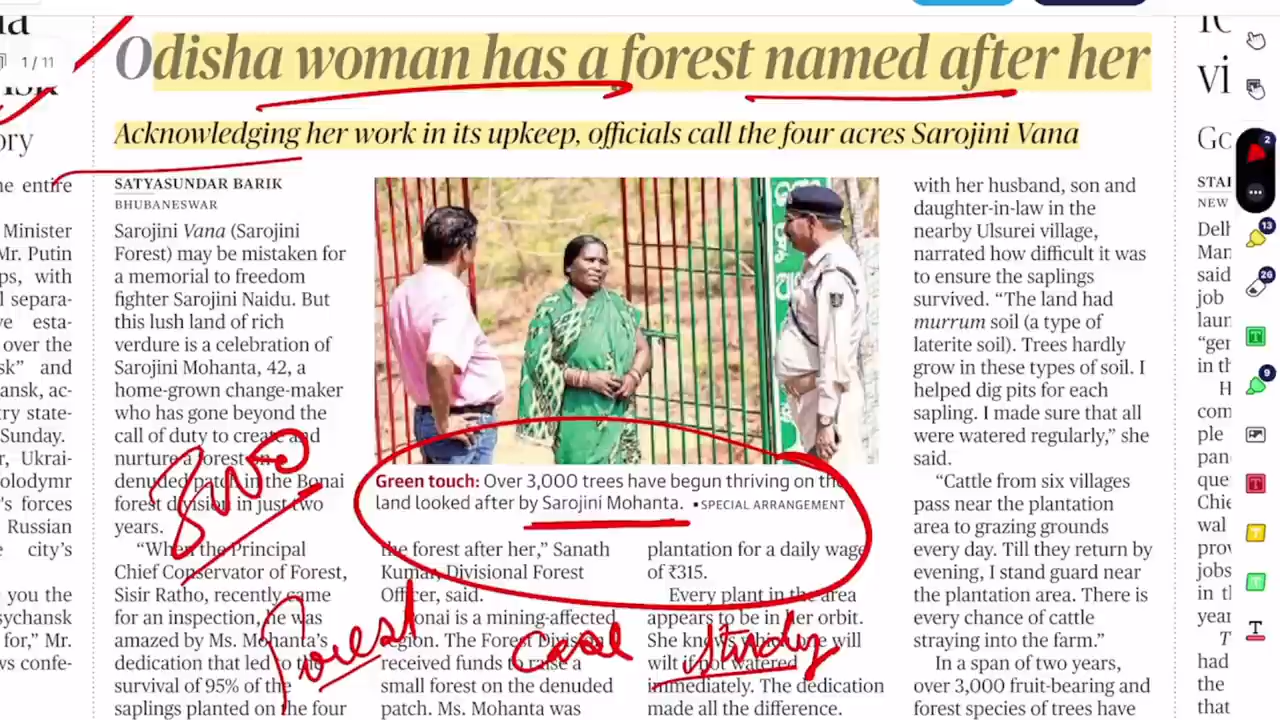 1 / 11
Odisha woman has a forest named after her
Acknowledging her work in its upkeep, officials call the four acres Sarojini Vana
SATYASUNDAR BARIK
BHUBANESWAR
Sarojini Vana (Sarojini
Forest) may be mistaken for
a memorial to freedom
fighter Sarojini Naidu. But
this lush land of rich
verdure is a celebration of
Sarojini Mohanta, 42, a
home-grown change-maker
who has gone beyond the
call of duty to create and
nurture a forest on a
denuded patch in the Bonai
forest division in just two
years.
“When the Principal
Chief Conservator of Forest,
Sisir Ratho, recently came
for an inspection, he was
amazed by Ms. Mohanta’s
dedication that led to the
survival of 95% of the
saplings planted on the four
Green touch: Over 3,000 trees have begun thriving on the
land looked after by Sarojini Mohanta. ▪SPECIAL ARRANGEMENT
the forest after her,” Sanath
Kumar, Divisional Forest
Officer, said.
Bonai is a mining-affected
region. The Forest Division
received funds to raise a
small forest on the denuded
patch. Ms. Mohanta was
plantation for a daily wage
of ₹315.
Every plant in the area
appears to be in her orbit.
She knows which one will
wilt if not watered
immediately. The dedication
made all the difference.
with her husband, son and
daughter-in-law in the
nearby Ulsurei village,
narrated how difficult it was
to ensure the saplings
survived. “The land had
murrum soil (a type of
laterite soil). Trees hardly
grow in these types of soil. I
helped dig pits for each
sapling. I made sure that all
were watered regularly,” she
said.
“Cattle from six villages
pass near the plantation
area to grazing grounds
every day. Till they return by
evening, I stand guard near
the plantation area. There is
every chance of cattle
straying into the farm.”
In a span of two years,
over 3,000 fruit-bearing and
forest species of trees have
Forest case study